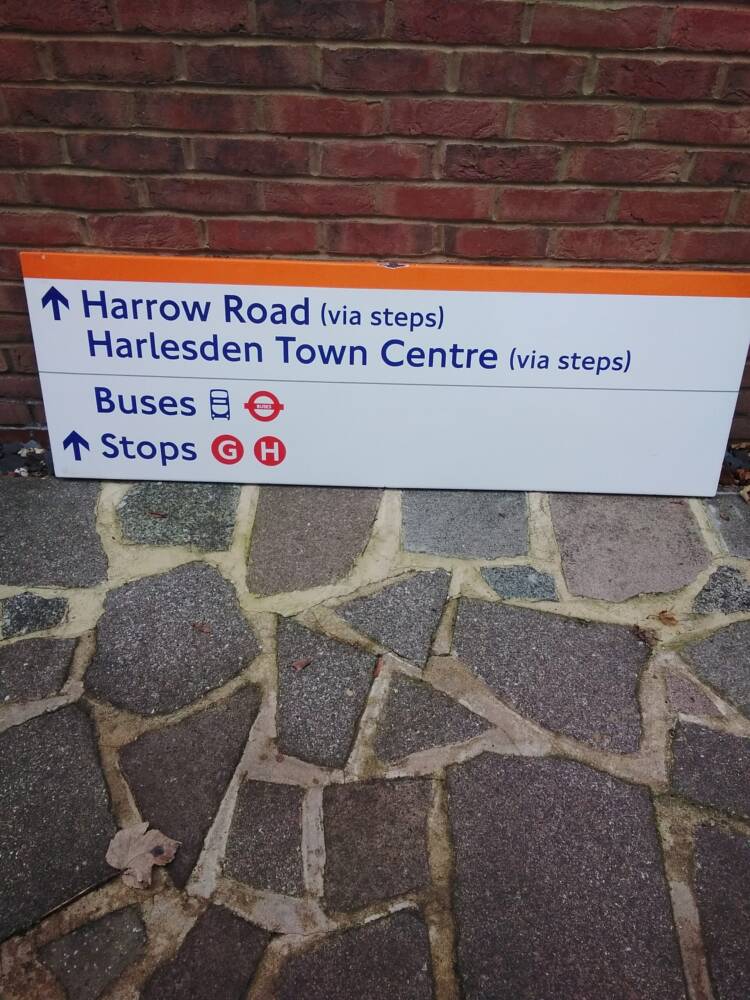 Harrow Road (via steps)
Harlesden Town Centre (via steps)
Buses BUSES
Stops G H